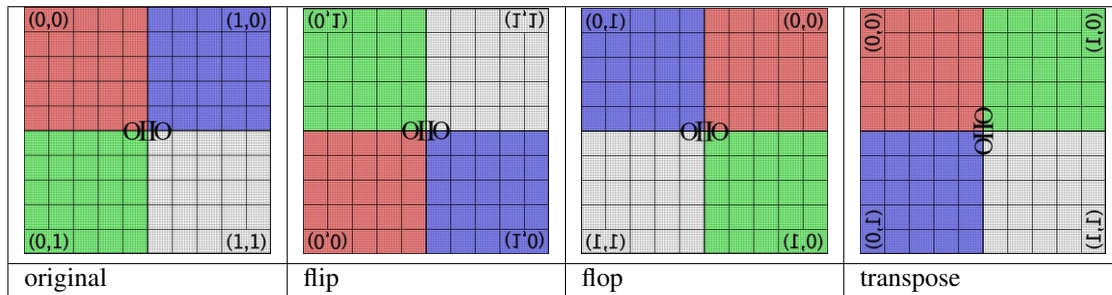 (0,0) (1,0) (0,1) (1,1) (1,0) (0,0) (0,0) (0,1)
OHO OHO OHO OHO
(0,1) (1,1) (0,0) (1,0) (1,1) (0,1) (1,0) (1,1)
original flip flop transpose